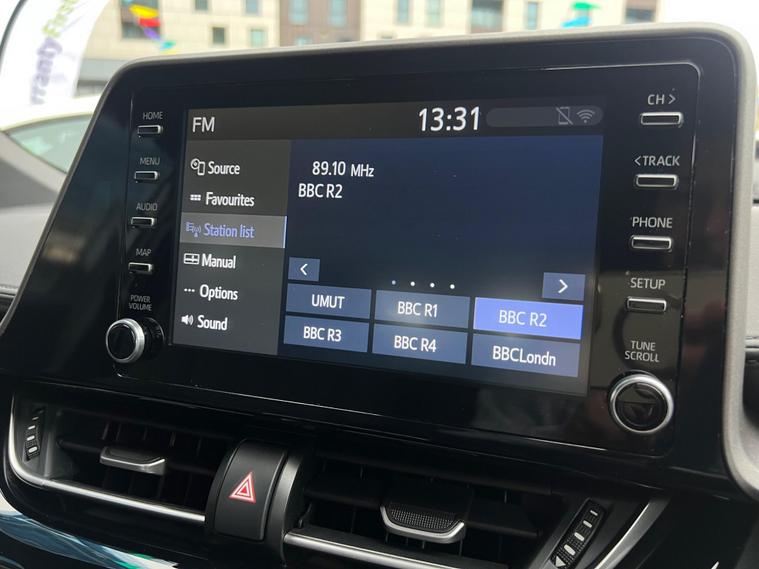 rrantyfirst
HOME
MENU
AUDIO
MAP
POWER
VOLUME
FM
13:31
Source
Favourites
Station list
Manual
Options
Sound
89.10 MHz
BBC R2
UMUT
BBC R1
BBC R2
BBC R3
BBC R4
BBCLondn
CH >
< TRACK
PHONE
SETUP
TUNE
SCROLL